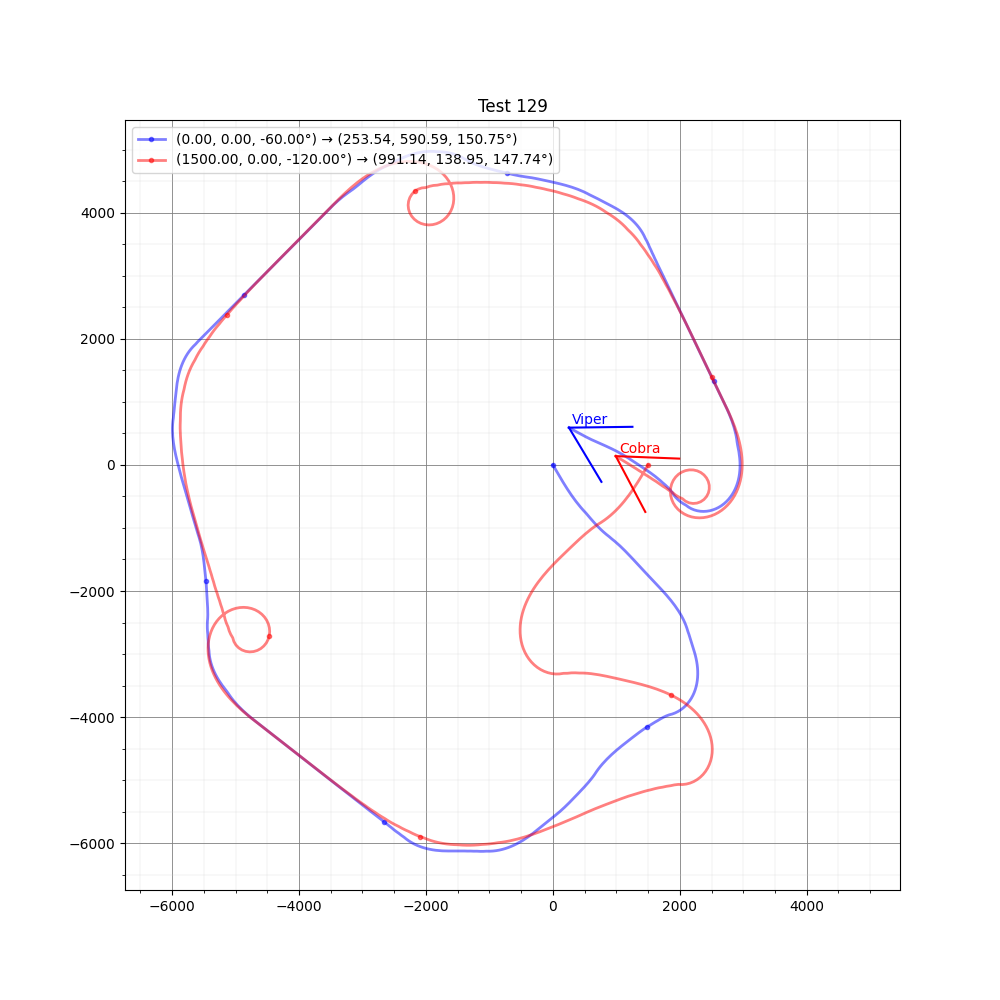 Test 129
(0.00, 0.00, -60.00°) → (253.54, 590.59, 150.75°)
(1500.00, 0.00, -120.00°) → (991.14, 138.95, 147.74°)
4000
2000
0
−2000
−4000
−6000
Viper
Cobra
−6000 −4000 −2000 0 2000 4000